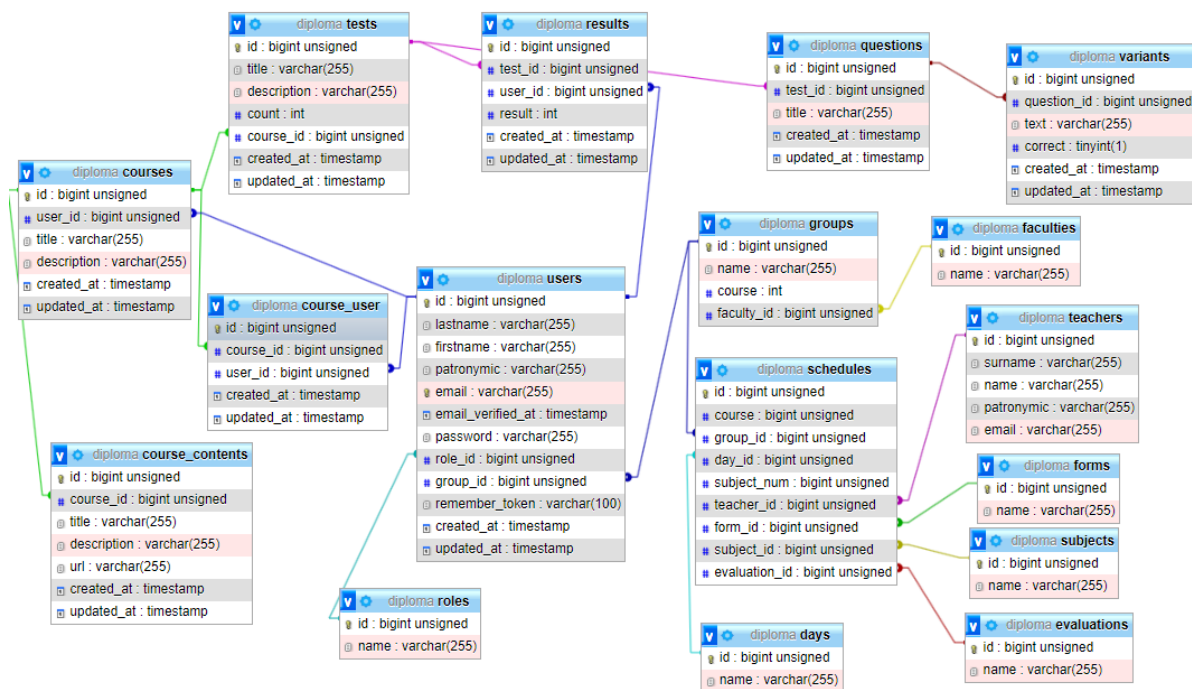 diploma tests
id : bigint unsigned
title : varchar(255)
description : varchar(255)
count : int
course_id : bigint unsigned
created_at : timestamp
updated_at : timestamp
diploma results
id : bigint unsigned
test_id : bigint unsigned
user_id : bigint unsigned
result : int
created_at : timestamp
updated_at : timestamp
diploma questions
id : bigint unsigned
test_id : bigint unsigned
title : varchar(255)
created_at : timestamp
updated_at : timestamp
diploma variants
id : bigint unsigned
question_id : bigint unsigned
text : varchar(255)
correct : tinyint(1)
created_at : timestamp
updated_at : timestamp
diploma courses
id : bigint unsigned
user_id : bigint unsigned
title : varchar(255)
description : varchar(255)
created_at : timestamp
updated_at : timestamp
diploma course_user
id : bigint unsigned
course_id : bigint unsigned
user_id : bigint unsigned
created_at : timestamp
updated_at : timestamp
diploma users
id : bigint unsigned
lastname : varchar(255)
firstname : varchar(255)
patronymic : varchar(255)
email : varchar(255)
email_verified_at : timestamp
password : varchar(255)
role_id : bigint unsigned
group_id : bigint unsigned
remember_token : varchar(100)
created_at : timestamp
updated_at : timestamp
diploma groups
id : bigint unsigned
name : varchar(255)
course : int
faculty_id : bigint unsigned
diploma faculties
id : bigint unsigned
name : varchar(255)
diploma teachers
id : bigint unsigned
surname : varchar(255)
name : varchar(255)
patronymic : varchar(255)
email : varchar(255)
diploma schedules
id : bigint unsigned
course : bigint unsigned
group_id : bigint unsigned
day_id : bigint unsigned
subject_num : bigint unsigned
teacher_id : bigint unsigned
form_id : bigint unsigned
subject_id : bigint unsigned
evaluation_id : bigint unsigned
diploma course_contents
id : bigint unsigned
course_id : bigint unsigned
title : varchar(255)
description : varchar(255)
url : varchar(255)
created_at : timestamp
updated_at : timestamp
diploma forms
id : bigint unsigned
name : varchar(255)
diploma subjects
id : bigint unsigned
name : varchar(255)
diploma roles
id : bigint unsigned
name : varchar(255)
diploma days
id : bigint unsigned
name : varchar(255)
diploma evaluations
id : bigint unsigned
name : varchar(255)